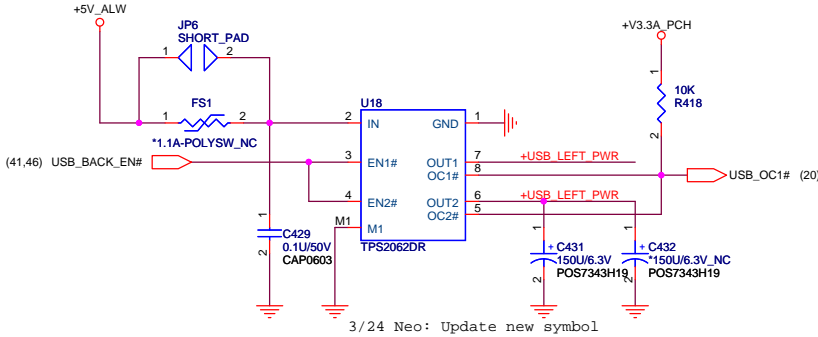 +5V_ALW
JP6
SHORT_PAD
1 2
FS1
1 2
*1.1A-POLYSW_NC
+V3.3A_PCH
1
10K
R418
2
U18
2 IN GND 1
(41,46) USB_BACK_EN#
3 EN1# OUT1 7 +USB_LEFT_PWR
OC1# 8
USB_OC1# (20)
4 EN2# OUT2 6 +USB_LEFT_PWR
OC2# 5
M1 M1
TPS2062DR
1
C429
0.1U/50V
2 CAP0603
1
+ C431
150U/6.3V
2 POS7343H19
1
+ C432
*150U/6.3V_NC
2 POS7343H19
3/24 Neo: Update new symbol